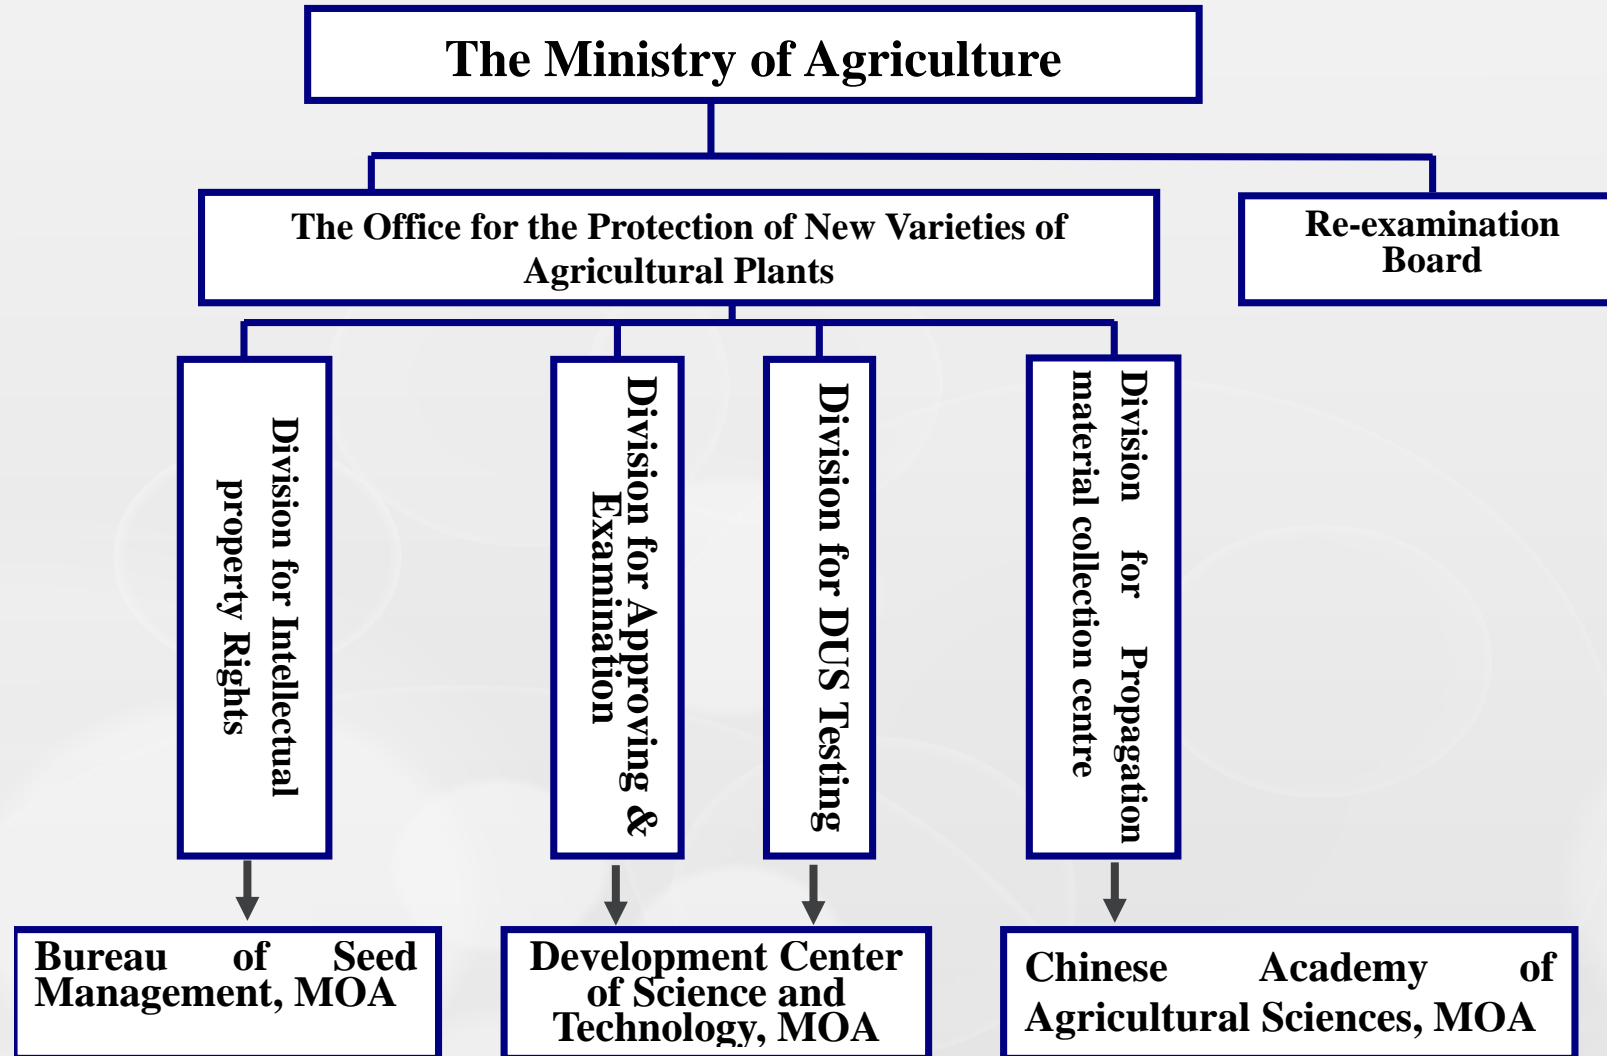 The Ministry of Agriculture
The Office for the Protection of New Varieties of
Agricultural Plants
Re-examination
Board
Division for Intellectual
property Rights
Division for Approving &
Examination
Division for DUS Testing
Division for Propagation
material collection centre
Bureau of Seed
Management, MOA
Development Center
of Science and
Technology, MOA
Chinese Academy of
Agricultural Sciences, MOA